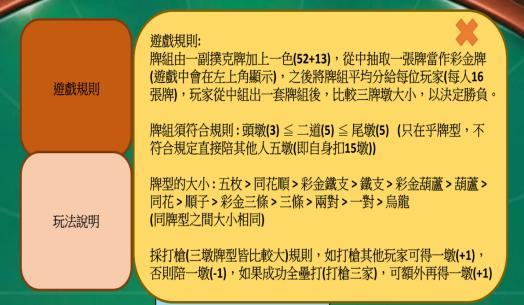 遊戲規則
玩法說明
遊戲規則:
牌組由一副撲克牌加上一色(52+13)，從中抽取一張牌當作彩金牌
(遊戲中會在左上角顯示)，之後將牌組平均分給每位玩家(每人16
張牌)，玩家從中組出一套牌組後，比較三牌墩大小，以決定勝負。
牌組須符合規則 : 頭墩(3) ≦ 二道(5) ≦ 尾墩(5)  (只在乎牌型，不
符合規定直接陪其他人五墩(即自身扣15墩))
牌型的大小 : 五枚 > 同花順 > 彩金鐵支 > 鐵支 > 彩金葫蘆 > 葫蘆 >
同花 > 順子 > 彩金三條 > 三條 > 兩對 > 一對 > 烏龍
(同牌型之間大小相同)
採打槍(三墩牌型皆比較大)規則，如打槍其他玩家可得一墩(+1)，
否則陪一墩(-1)，如果成功全壘打(打槍三家)，可額外再得一墩(+1)